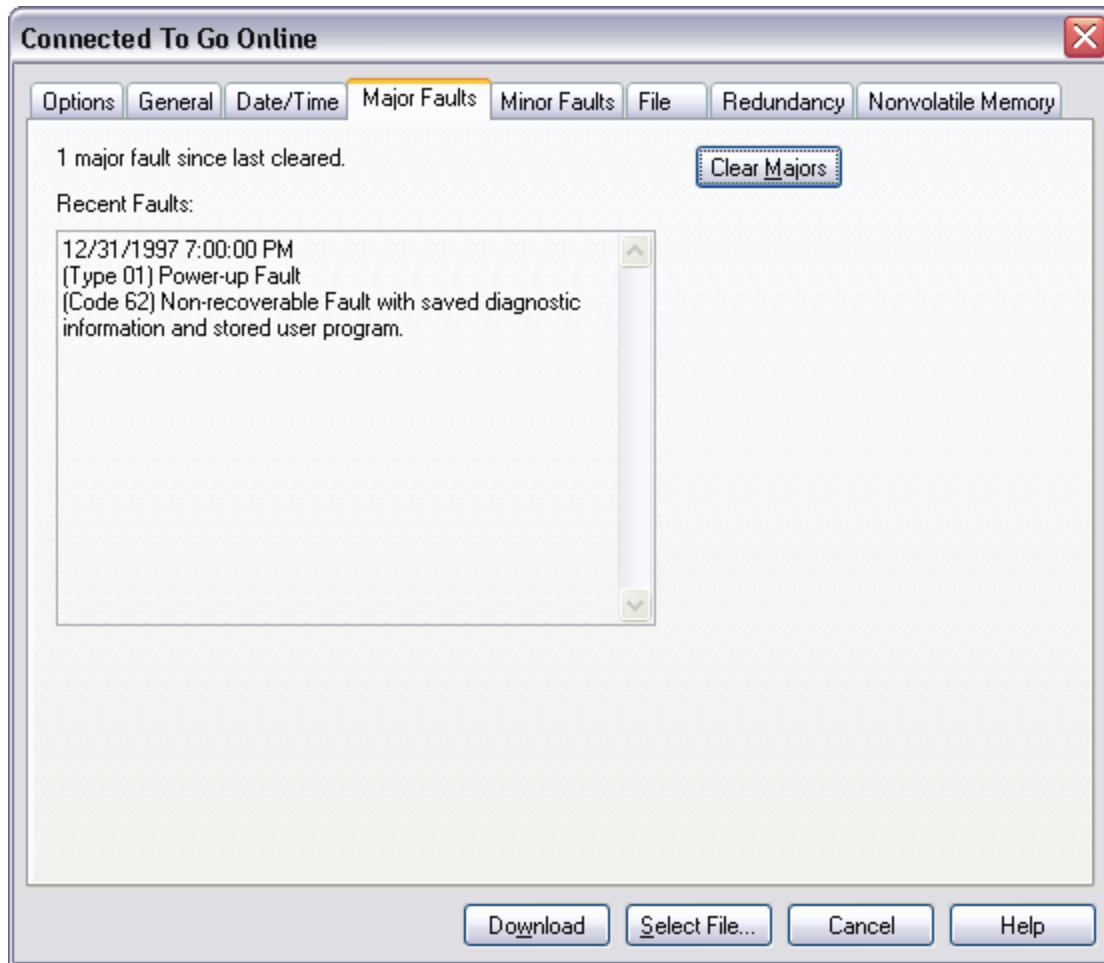 Connected To Go Online
Options General Date/Time Major Faults Minor Faults File Redundancy Nonvolatile Memory
1 major fault since last cleared.
Clear Majors
Recent Faults:
12/31/1997 7:00:00 PM
(Type 01) Power-up Fault
(Code 62) Non-recoverable Fault with saved diagnostic
information and stored user program.
Download Select File... Cancel Help